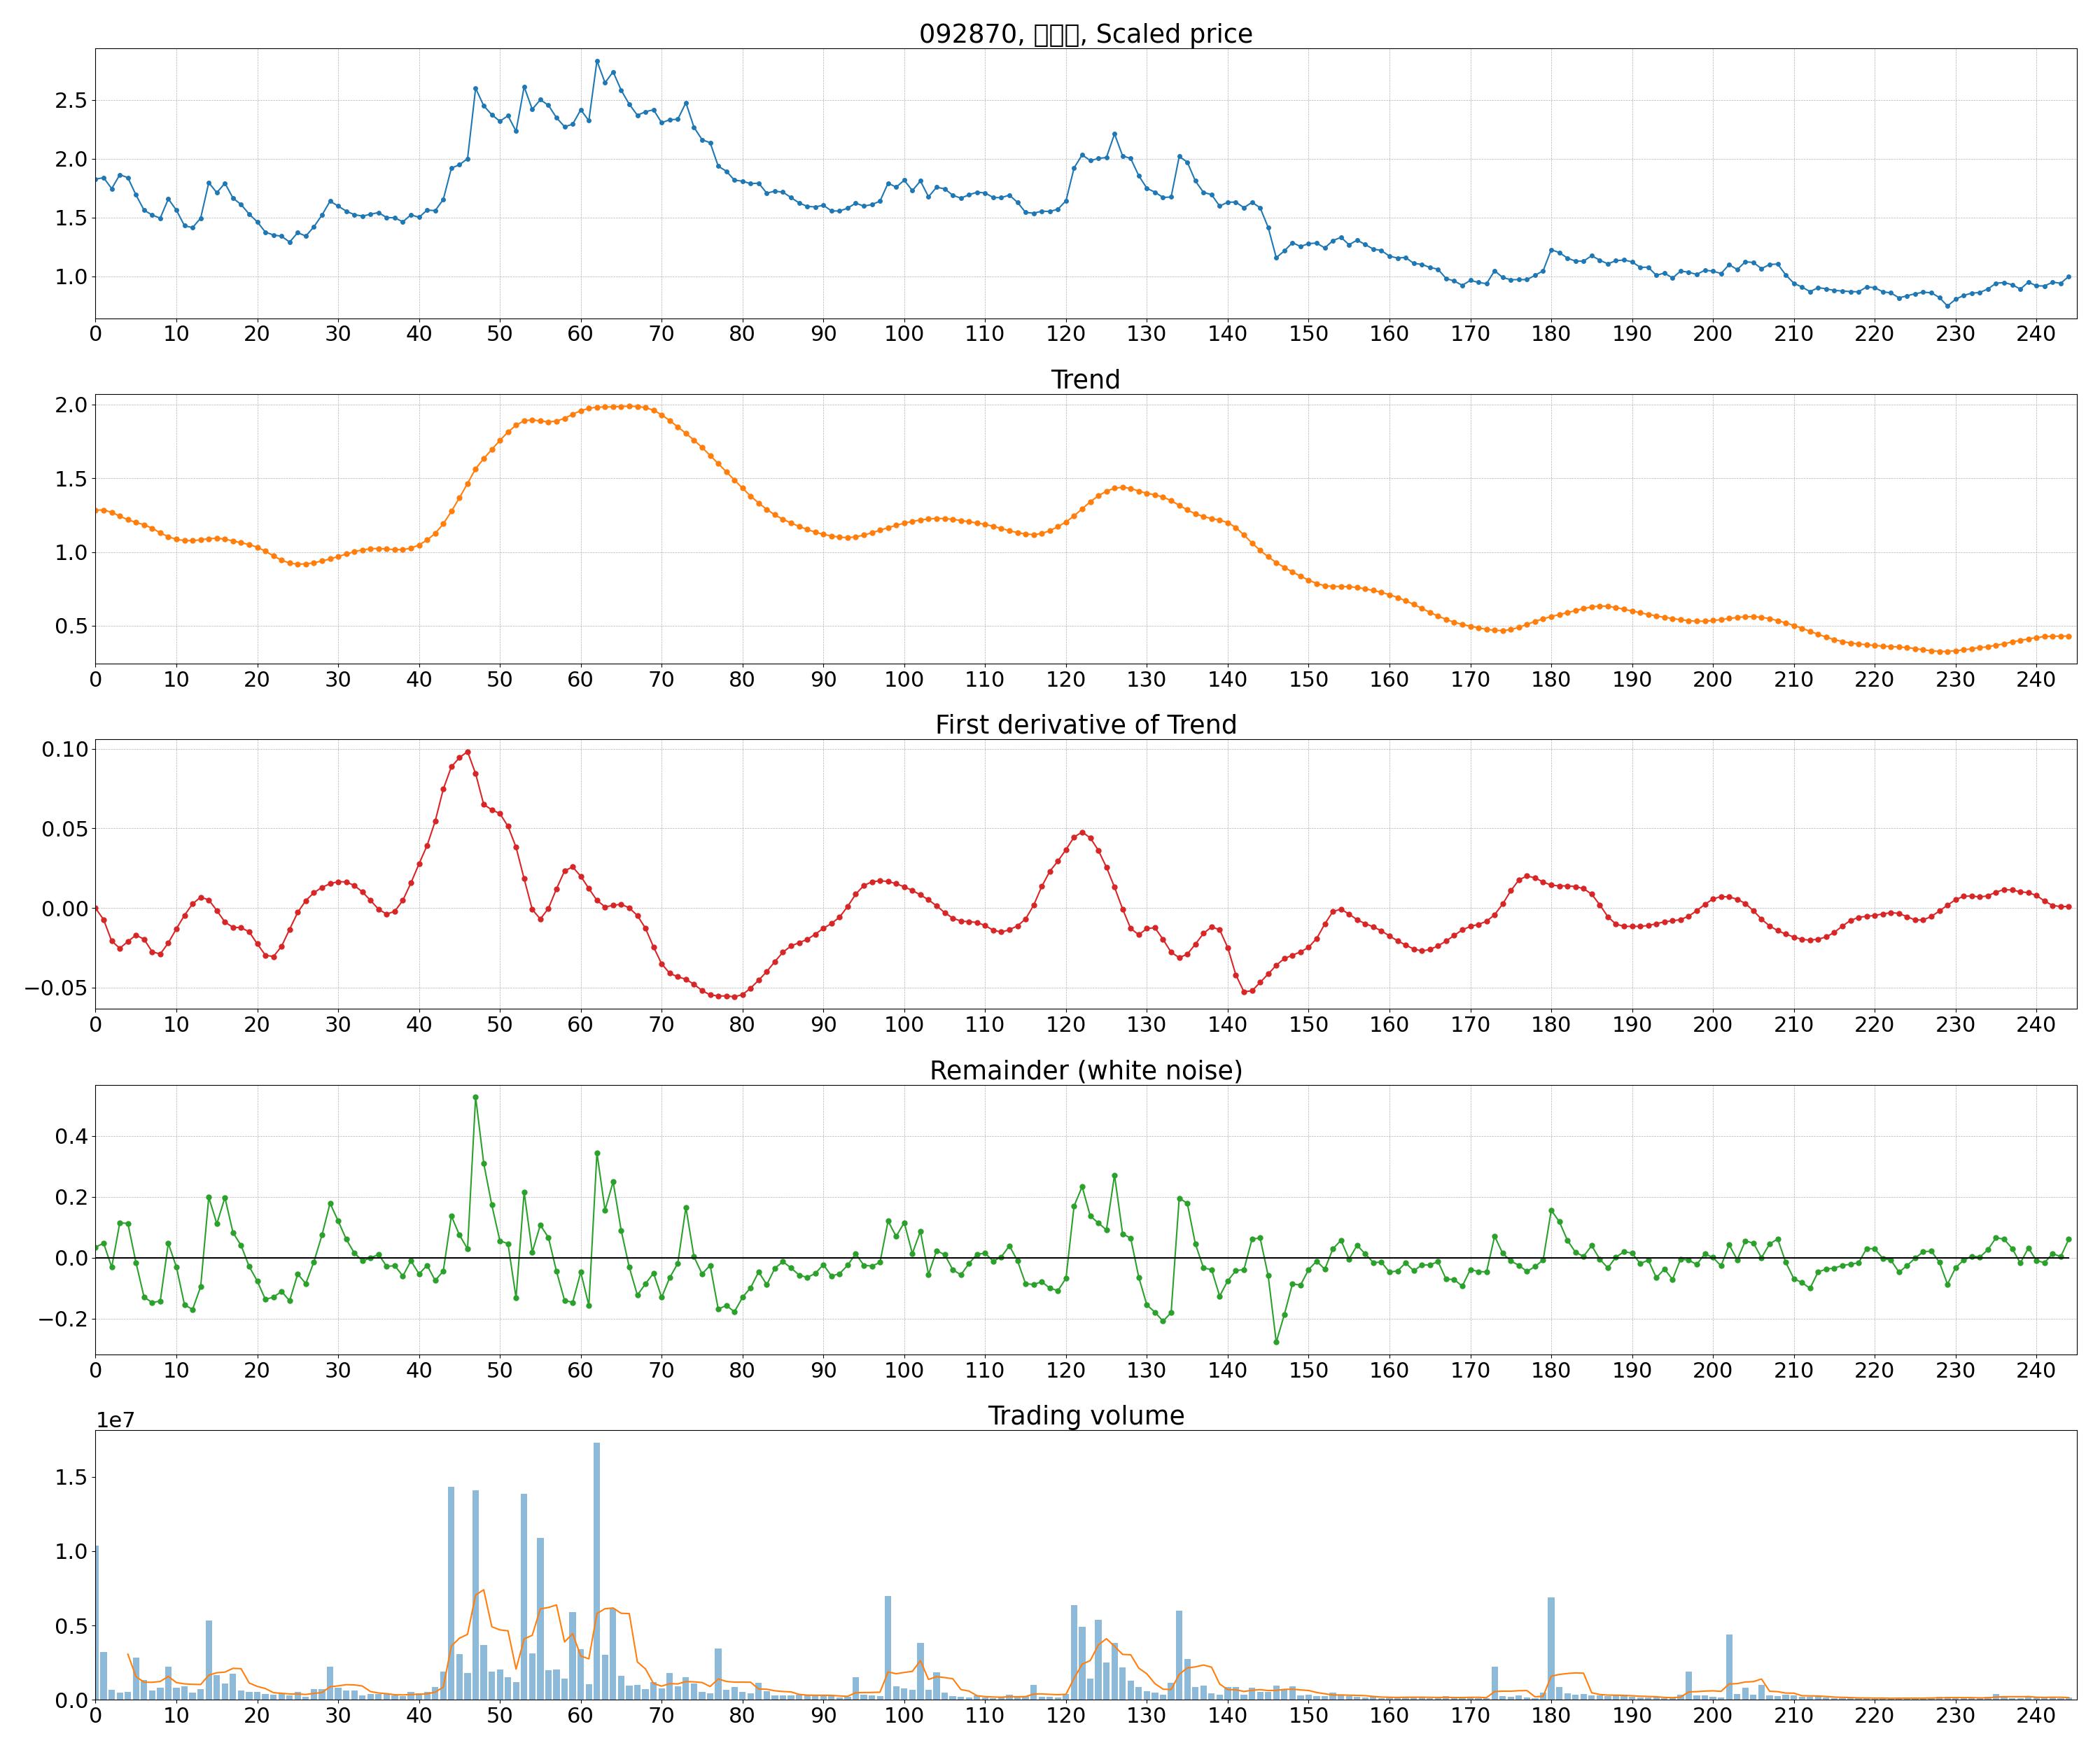 092870, □□□, Scaled price
2.5
2.0
1.5
1.0
0 10 20 30 40 50 60 70 80 90 100 110 120 130 140 150 160 170 180 190 200 210 220 230 240
Trend
2.0
1.5
1.0
0.5
0 10 20 30 40 50 60 70 80 90 100 110 120 130 140 150 160 170 180 190 200 210 220 230 240
First derivative of Trend
0.10
0.05
0.00
−0.05
0 10 20 30 40 50 60 70 80 90 100 110 120 130 140 150 160 170 180 190 200 210 220 230 240
Remainder (white noise)
0.4
0.2
0.0
−0.2
0 10 20 30 40 50 60 70 80 90 100 110 120 130 140 150 160 170 180 190 200 210 220 230 240
Trading volume
1e7
1.5
1.0
0.5
0.0
0 10 20 30 40 50 60 70 80 90 100 110 120 130 140 150 160 170 180 190 200 210 220 230 240